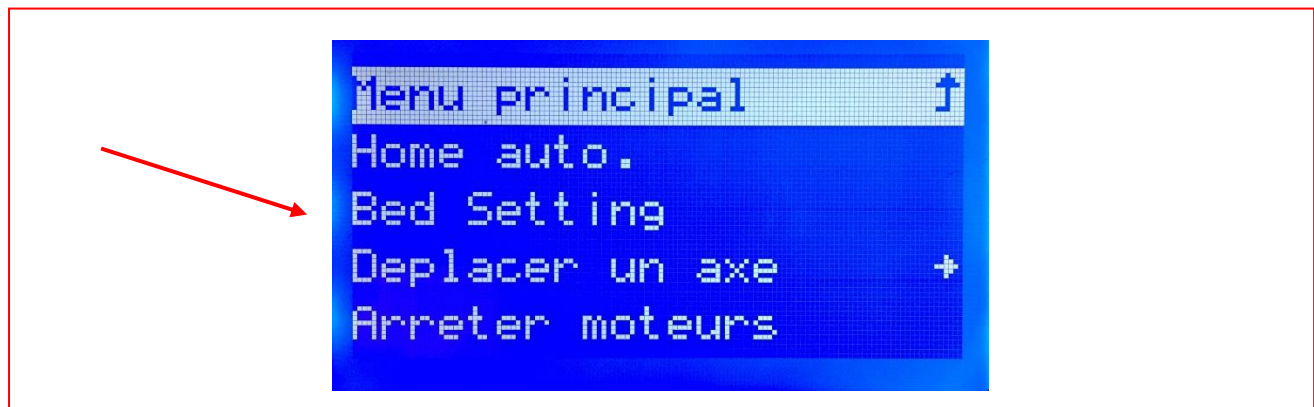 Menu principal
Home auto.
Bed Setting
Deplacer un axe
Arreter moteurs